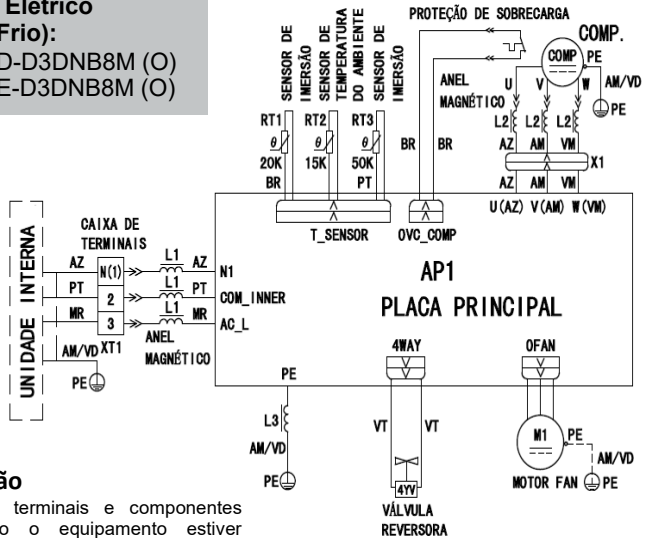 Elétrico
Frio):
D-D3DNB8M (O)
E-D3DNB8M (O)
SENSOR DE IMERSÃO
SENSOR DE TEMPERATURA DO AMBIENTE
SENSOR DE IMERSÃO
PROTEÇÃO DE SOBRECARGA
COMP.
COMP
PE
AM/VD
PE
U V W
ANEL
MAGNÉTICO
L2 L2 L2
RT1 RT2 RT3
θ θ θ
20K 15K 50K
BR PT
BR BR
AZ AM VM
X1
AZ AM VM
U(AZ) V(AM) W(VM)
T_SENSOR
OVC_COMP
AP1
PLACA PRINCIPAL
UNIDADE INTERNA
CAIXA DE
TERMINAIS
AZ N(1) L1 AZ N1
PT 2 L1 PT COM_INNER
MR 3 L1 MR AC_L
AM/VD XT1
ANEL
MAGNÉTICO
PE
PE
L3
AM/VD
PE
4WAY
VT VT
4YV
VÁLVULA
REVERSORA
OFAN
M1
PE
AM/VD
MOTOR FAN PE
ão
terminais e componentes
o o equipamento estiver